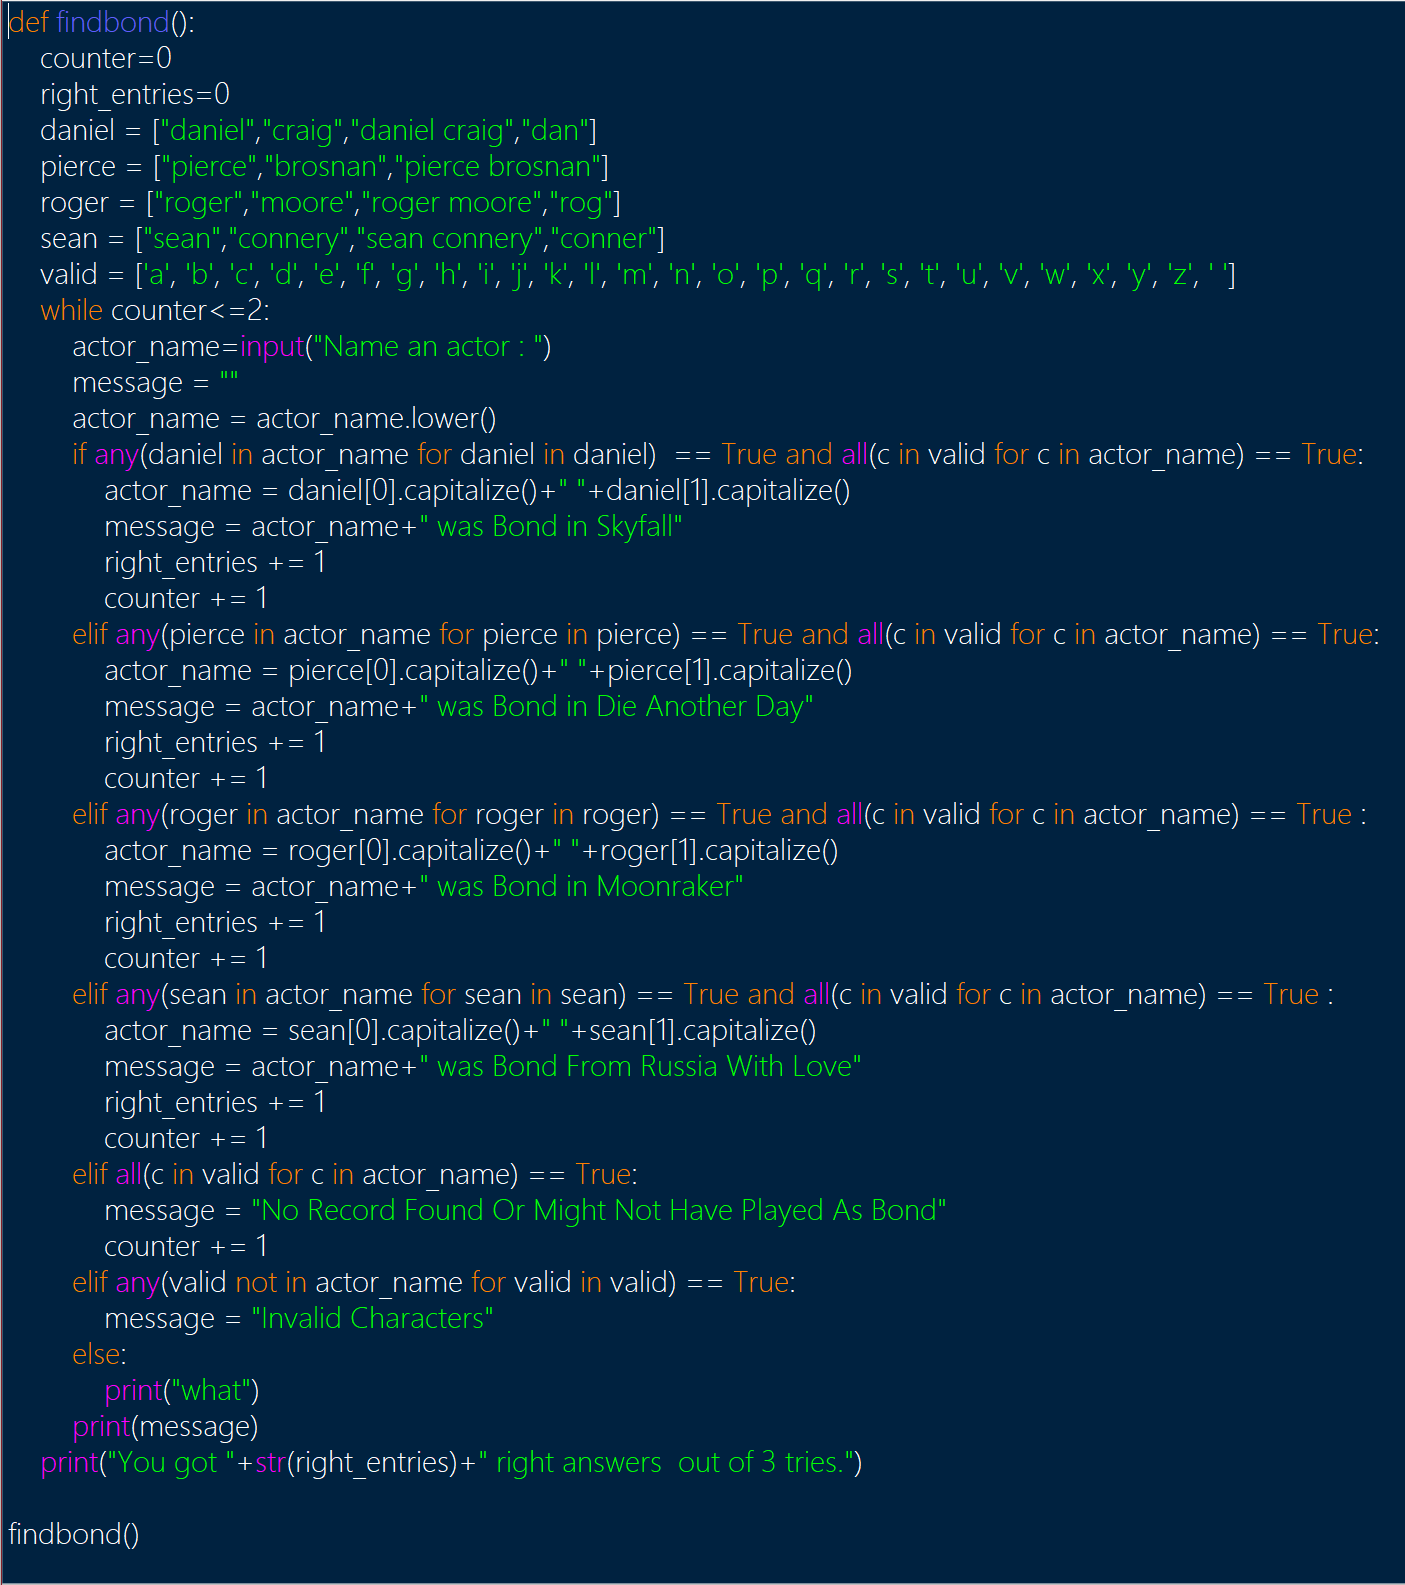 def findbond():
    counter=0
    right_entries=0
    daniel = ["daniel","craig","daniel craig","dan"]
    pierce = ["pierce","brosnan","pierce brosnan"]
    roger = ["roger","moore","roger moore","rog"]
    sean = ["sean","connery","sean connery","conner"]
    valid = ['a', 'b', 'c', 'd', 'e', 'f', 'g', 'h', 'i', 'j', 'k', 'l', 'm', 'n', 'o', 'p', 'q', 'r', 's', 't', 'u', 'v', 'w', 'x', 'y', 'z', ' ']
    while counter<=2:
        actor_name=input("Name an actor : ")
        message = ""
        actor_name = actor_name.lower()
        if any(daniel in actor_name for daniel in daniel)  == True and all(c in valid for c in actor_name) == True:
            actor_name = daniel[0].capitalize()+" "+daniel[1].capitalize()
            message = actor_name+" was Bond in Skyfall"
            right_entries += 1
            counter += 1
        elif any(pierce in actor_name for pierce in pierce) == True and all(c in valid for c in actor_name) == True:
            actor_name = pierce[0].capitalize()+" "+pierce[1].capitalize()
            message = actor_name+" was Bond in Die Another Day"
            right_entries += 1
            counter += 1
        elif any(roger in actor_name for roger in roger) == True and all(c in valid for c in actor_name) == True :
            actor_name = roger[0].capitalize()+" "+roger[1].capitalize()
            message = actor_name+" was Bond in Moonraker"
            right_entries += 1
            counter += 1
        elif any(sean in actor_name for sean in sean) == True and all(c in valid for c in actor_name) == True :
            actor_name = sean[0].capitalize()+" "+sean[1].capitalize()
            message = actor_name+" was Bond From Russia With Love"
            right_entries += 1
            counter += 1
        elif all(c in valid for c in actor_name) == True:
            message = "No Record Found Or Might Not Have Played As Bond"
            counter += 1
        elif any(valid not in actor_name for valid in valid) == True:
            message = "Invalid Characters"
        else:
            print("what")
        print(message)
    print("You got "+str(right_entries)+" right answers  out of 3 tries.")

findbond()